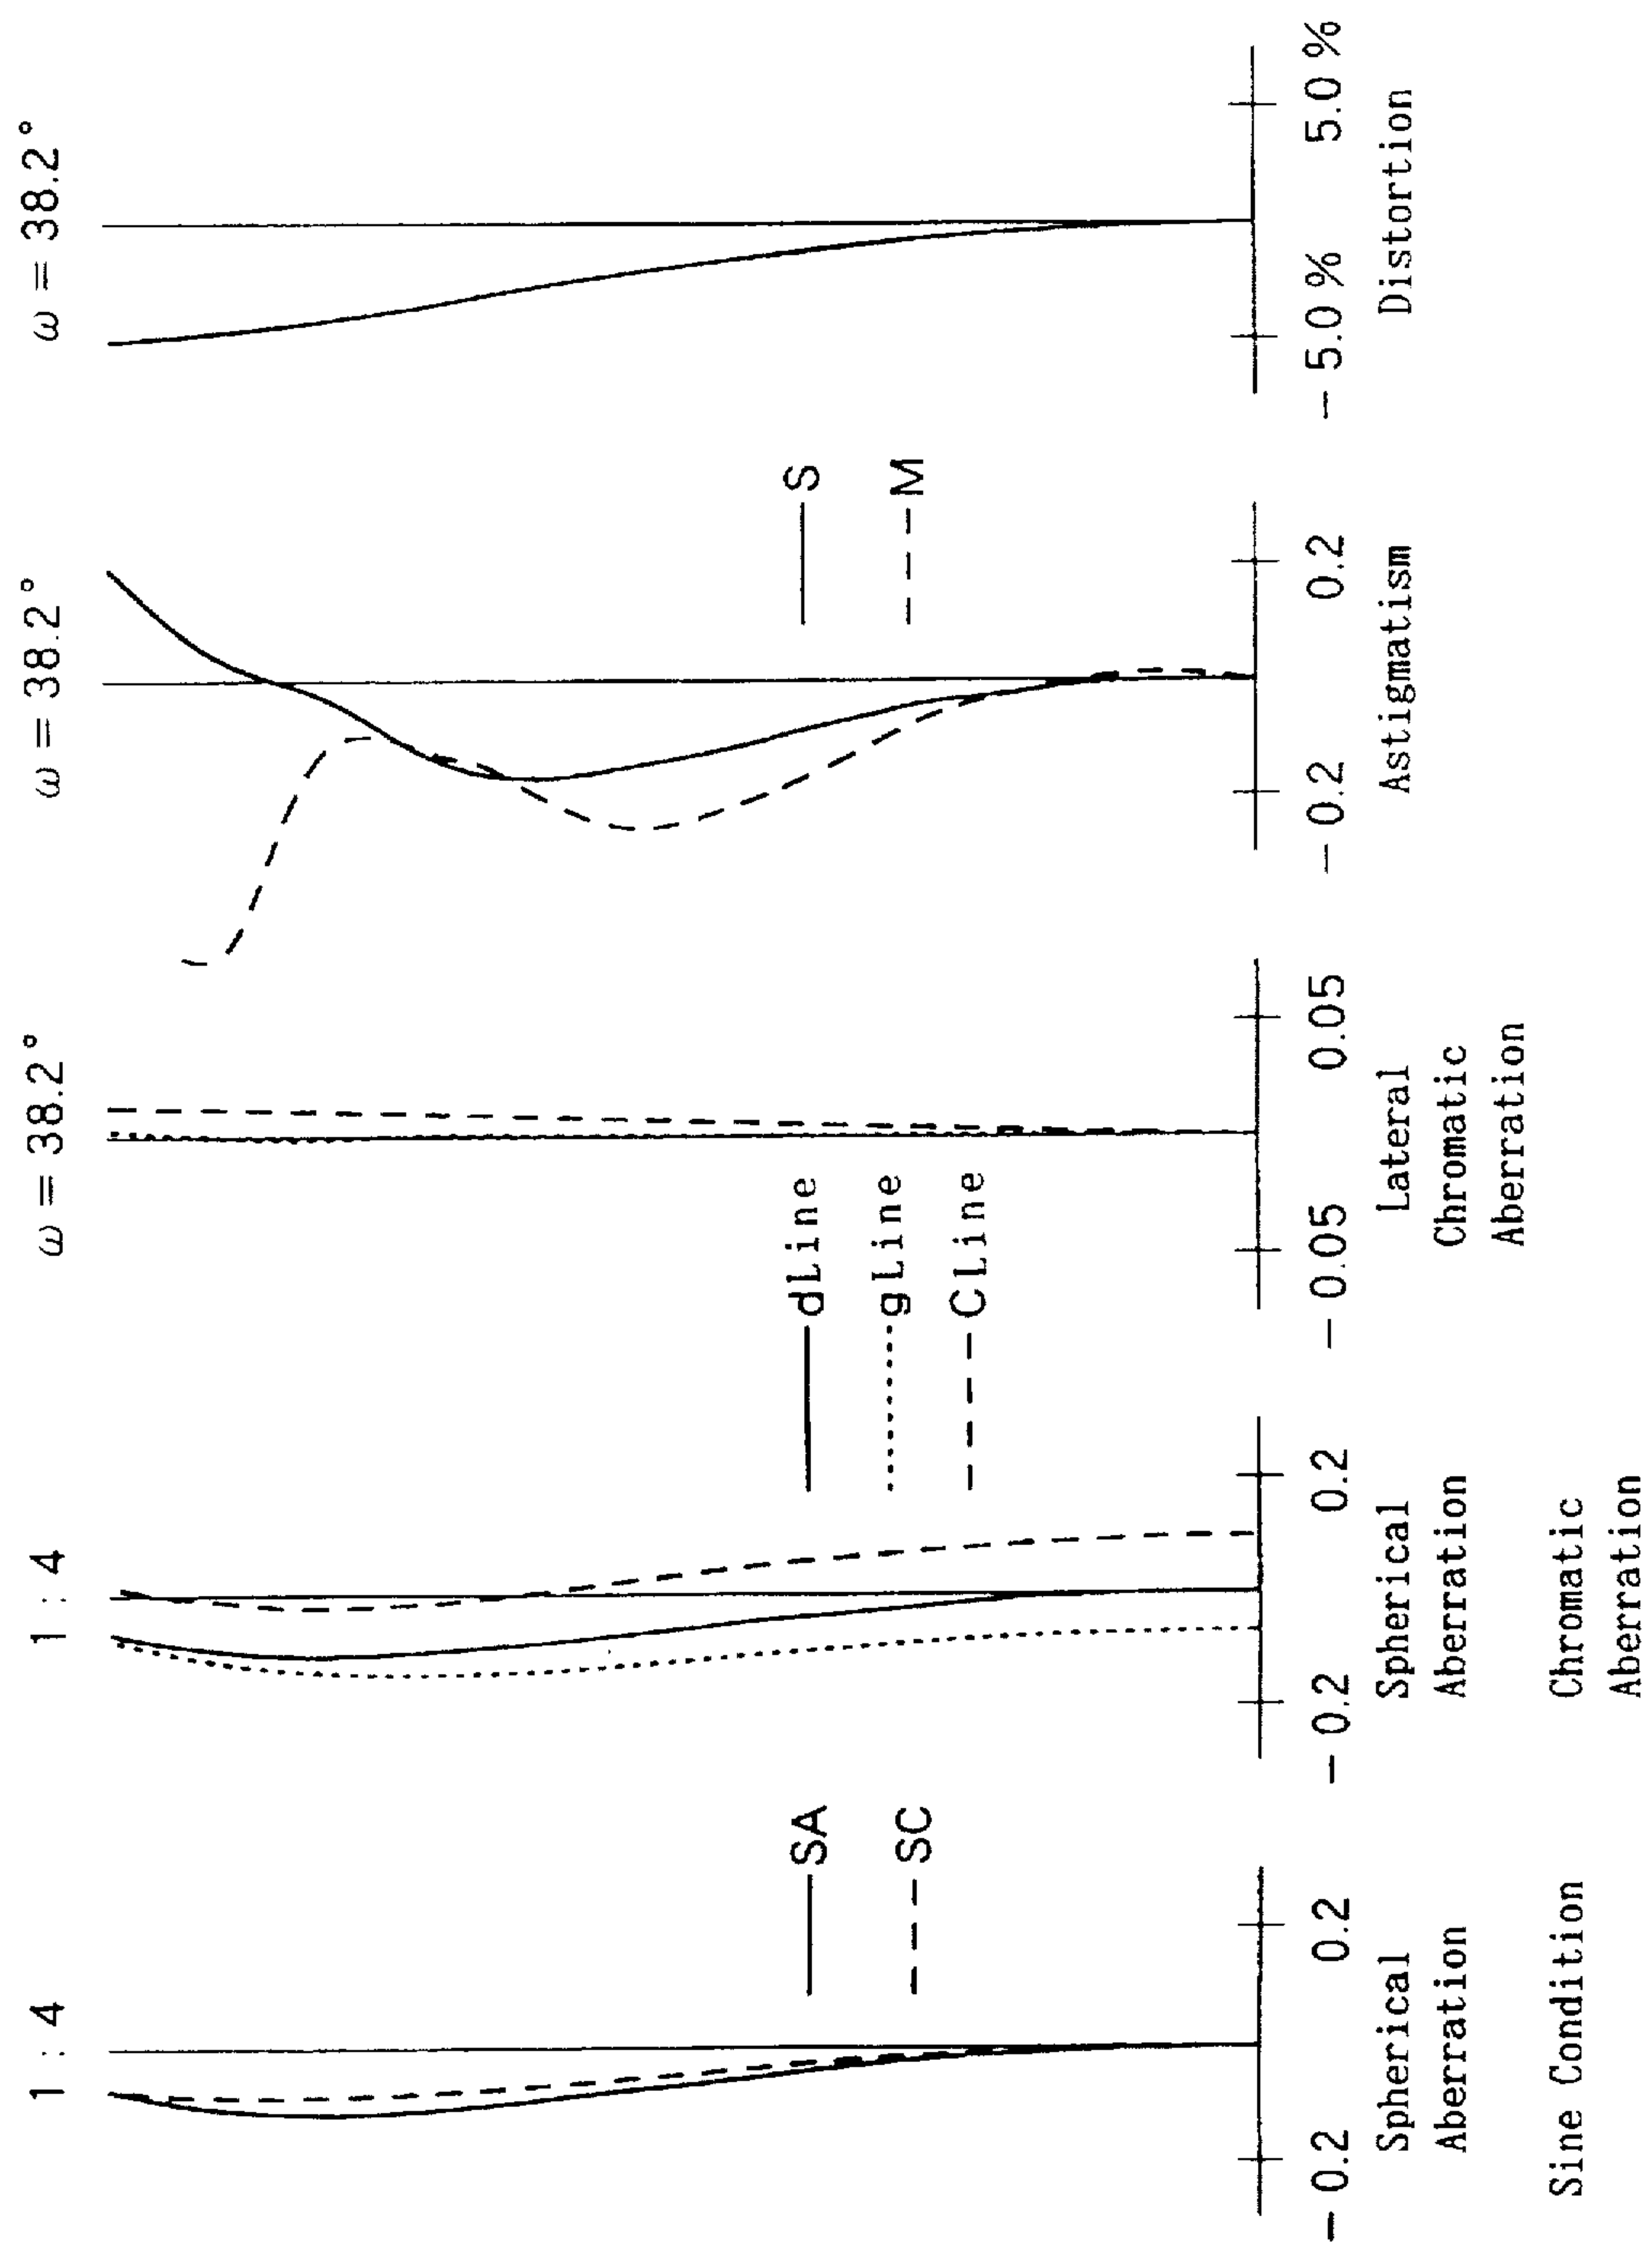 1 : 4
SA
SC
-0.2 0.2
Spherical
Aberration
Sine Condition
1 : 4
dLine
gLine
CLine
-0.2 0.2
Spherical
Aberration
Chromatic
Aberration
ω = 38.2°
-0.05 0.05
Lateral
Chromatic
Aberration
ω = 38.2°
S
M
-0.2 0.2
Astigmatism
ω = 38.2°
-5.0% 5.0%
Distortion